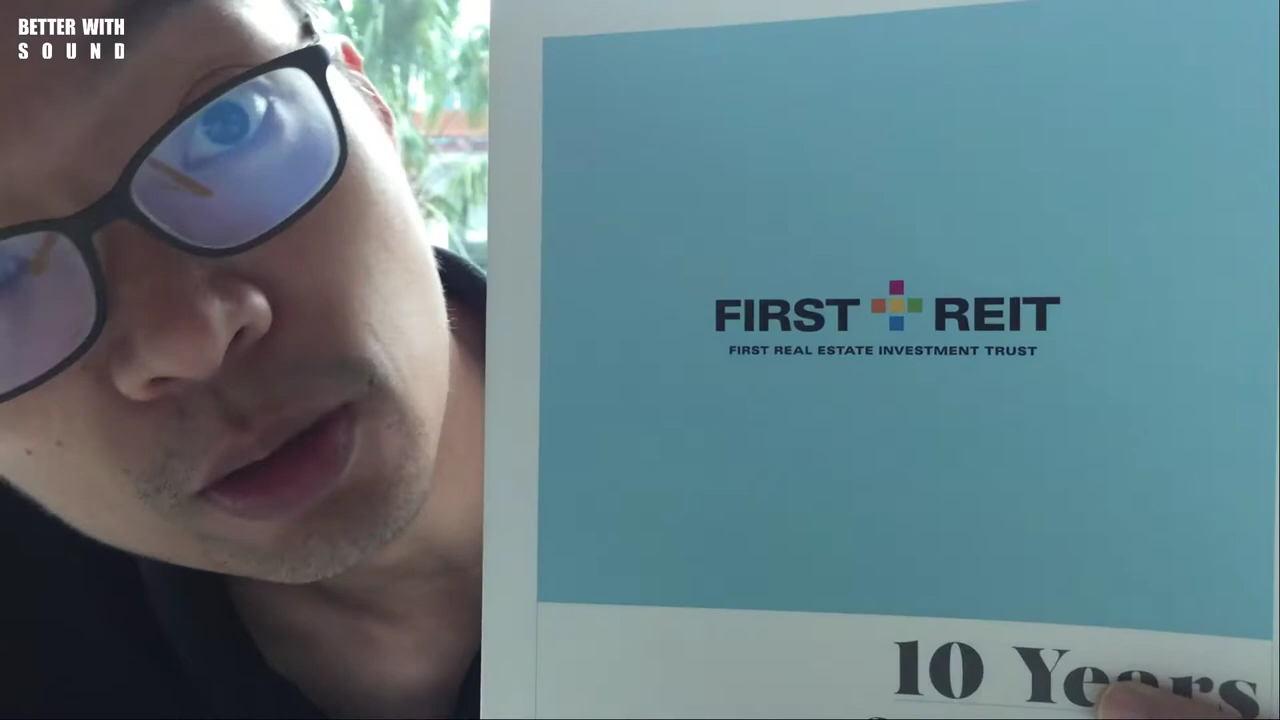 BETTER WITH
SOUND
FIRST REIT
FIRST REAL ESTATE INVESTMENT TRUST
10 Years